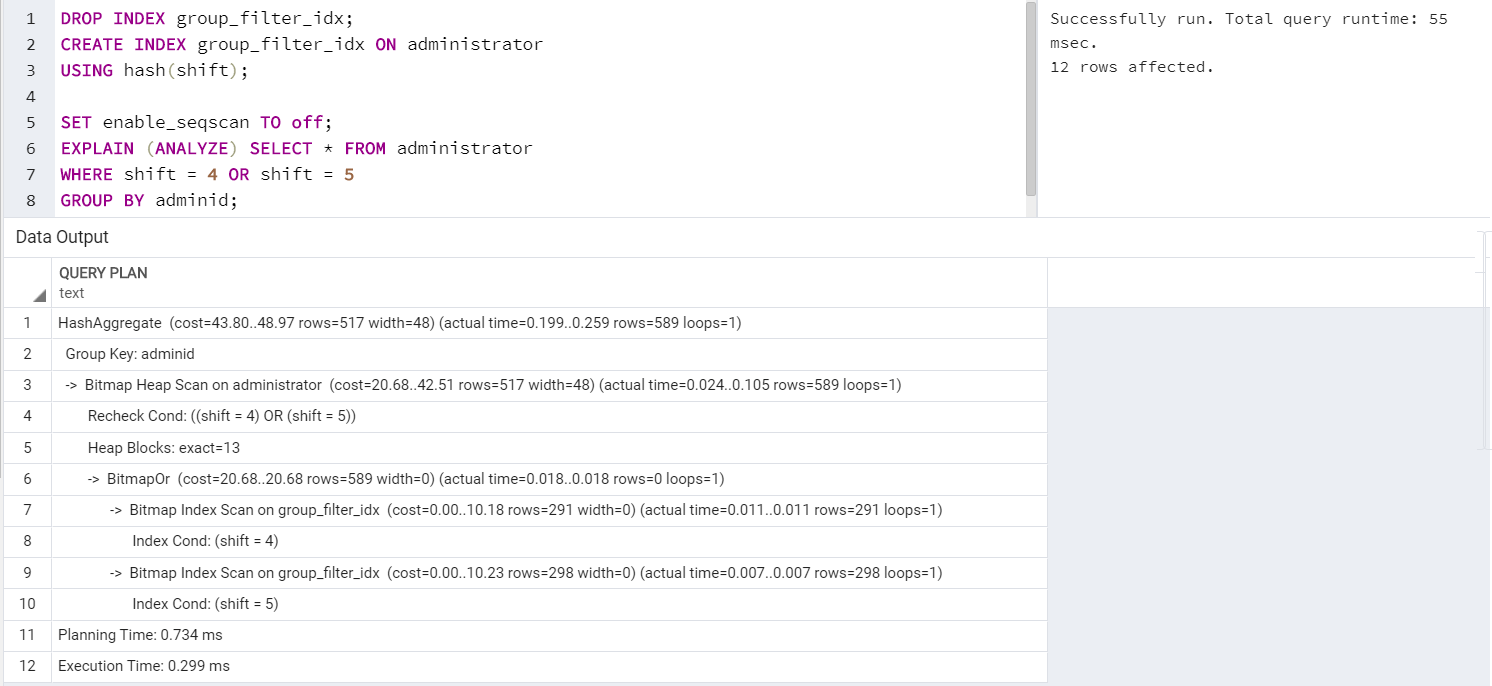 1 DROP INDEX group_filter_idx;
2 CREATE INDEX group_filter_idx ON administrator
3 USING hash(shift);
4
5 SET enable_seqscan TO off;
6 EXPLAIN (ANALYZE) SELECT * FROM administrator
7 WHERE shift = 4 OR shift = 5
8 GROUP BY adminid;
Successfully run. Total query runtime: 55
msec.
12 rows affected.
Data Output
QUERY PLAN
text
1 HashAggregate (cost=43.80..48.97 rows=517 width=48) (actual time=0.199..0.259 rows=589 loops=1)
2 Group Key: adminid
3 -> Bitmap Heap Scan on administrator (cost=20.68..42.51 rows=517 width=48) (actual time=0.024..0.105 rows=589 loops=1)
4 Recheck Cond: ((shift = 4) OR (shift = 5))
5 Heap Blocks: exact=13
6 -> BitmapOr (cost=20.68..20.68 rows=589 width=0) (actual time=0.018..0.018 rows=0 loops=1)
7 -> Bitmap Index Scan on group_filter_idx (cost=0.00..10.18 rows=291 width=0) (actual time=0.011..0.011 rows=291 loops=1)
8 Index Cond: (shift = 4)
9 -> Bitmap Index Scan on group_filter_idx (cost=0.00..10.23 rows=298 width=0) (actual time=0.007..0.007 rows=298 loops=1)
10 Index Cond: (shift = 5)
11 Planning Time: 0.734 ms
12 Execution Time: 0.299 ms